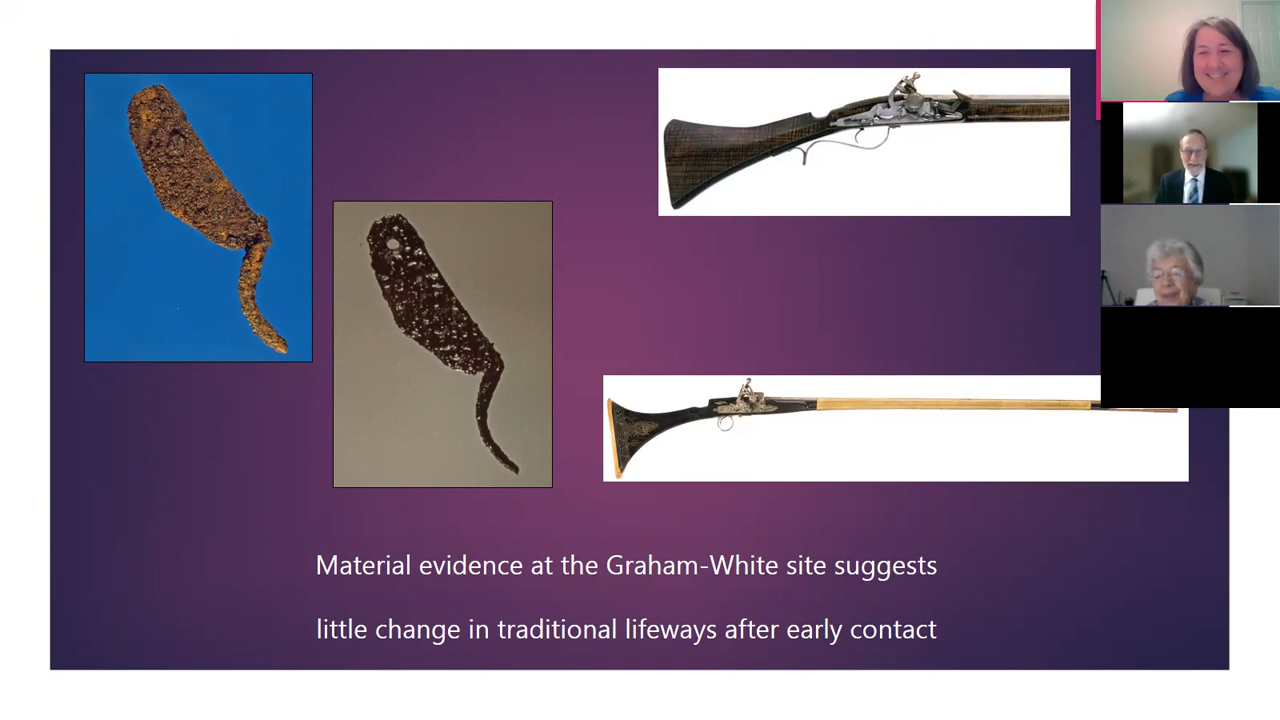 Material evidence at the Graham-White site suggests
little change in traditional lifeways after early contact